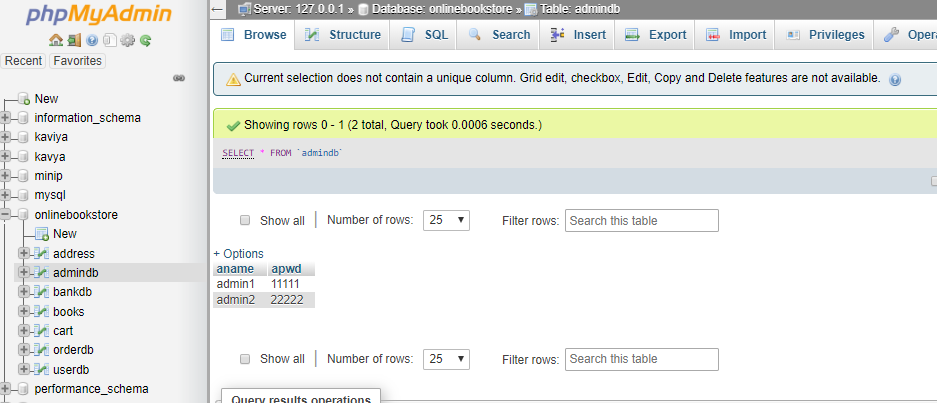 phpMyAdmin
Recent Favorites
New
information_schema
kaviya
kavya
minip
mysql
onlinebookstore
New
address
admindb
bankdb
books
cart
orderdb
userdb
performance_schema
Server: 127.0.0.1 » Database: onlinebookstore » Table: admindb
Browse Structure SQL Search Insert Export Import Privileges Opera
Current selection does not contain a unique column. Grid edit, checkbox, Edit, Copy and Delete features are not available.
Showing rows 0 - 1 (2 total, Query took 0.0006 seconds.)
SELECT * FROM `admindb`
Show all Number of rows: 25 Filter rows: Search this table
+ Options
aname apwd
admin1 11111
admin2 22222
Show all Number of rows: 25 Filter rows: Search this table
Query results operations